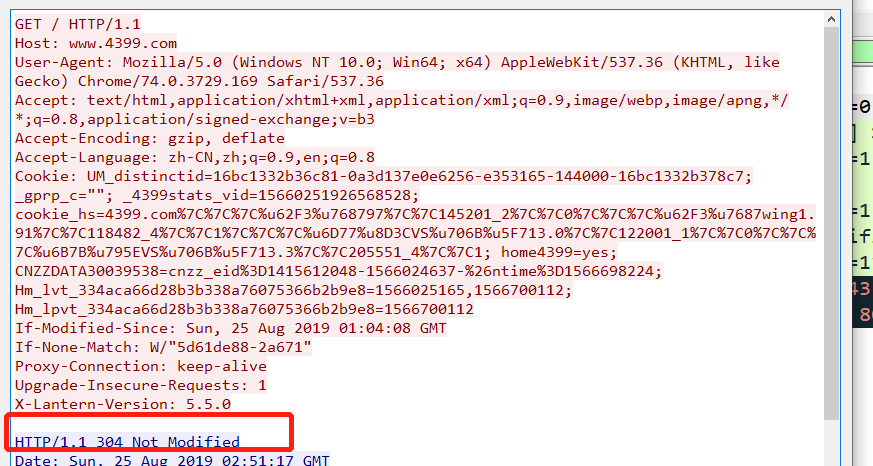 GET / HTTP/1.1
Host: www.4399.com
User-Agent: Mozilla/5.0 (Windows NT 10.0; Win64; x64) AppleWebKit/537.36 (KHTML, like
Gecko) Chrome/74.0.3729.169 Safari/537.36
Accept: text/html,application/xhtml+xml,application/xml;q=0.9,image/webp,image/apng,*/
*;q=0.8,application/signed-exchange;v=b3
Accept-Encoding: gzip, deflate
Accept-Language: zh-CN,zh;q=0.9,en;q=0.8
Cookie: UM_distinctid=16bc1332b36c81-0a3d137e0e6256-e353165-144000-16bc1332b378c7;
_gprp_c=""; _4399stats_vid=15660251926568528;
cookie_hs=4399.com%7C%7C%7C%u62F3%u768797%7C%7C145201_2%7C%7C0%7C%7C%7C%u62F3%u7687wing1.
91%7C%7C118482_4%7C%7C1%7C%7C%7C%u6D77%u8D3CVS%u706B%u5F713.0%7C%7C122001_1%7C%7C0%7C%7C%
7C%u6B7B%u795EVS%u706B%u5F713.3%7C%7C205551_4%7C%7C1; home4399=yes;
CNZZDATA30039538=cnzz_eid%3D1415612048-1566024637-%26ntime%3D1566698224;
Hm_lvt_334aca66d28b3b338a76075366b2b9e8=1566025165,1566700112;
Hm_lpvt_334aca66d28b3b338a76075366b2b9e8=1566700112
If-Modified-Since: Sun, 25 Aug 2019 01:04:08 GMT
If-None-Match: W/"5d61de88-2a671"
Proxy-Connection: keep-alive
Upgrade-Insecure-Requests: 1
X-Lantern-Version: 5.5.0
HTTP/1.1 304 Not Modified
Date: Sun, 25 Aug 2019 02:51:17 GMT